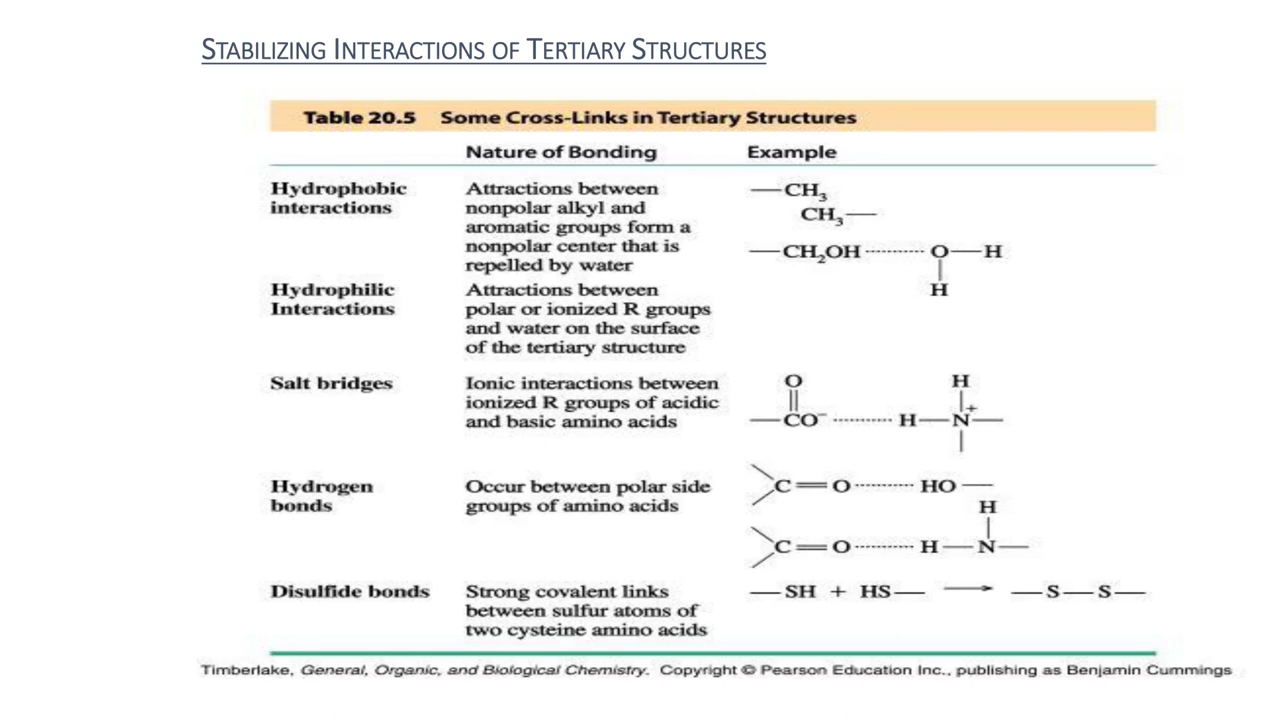 STABILIZING INTERACTIONS OF TERTIARY STRUCTURES
Table 20.5 Some Cross-Links in Tertiary Structures
Nature of Bonding Example
Hydrophobic interactions
Attractions between
nonpolar alkyl and
aromatic groups form a
nonpolar center that is
repelled by water
—CH₃
CH₃—
Hydrophilic
Interactions
Attractions between
polar or ionized R groups
and water on the surface
of the tertiary structure
—CH₂OH ·········· O—H
H
Salt bridges
Ionic interactions between
ionized R groups of acidic
and basic amino acids
O H
—CO⁻ ·········· H—N⁺—
Hydrogen
bonds
Occur between polar side
groups of amino acids
C=O ·········· HO—
H
C=O ·········· H—N—
Disulfide bonds
Strong covalent links
between sulfur atoms of
two cysteine amino acids
—SH + HS— → —S—S—
Timberlake, General, Organic, and Biological Chemistry. Copyright © Pearson Education Inc., publishing as Benjamin Cummings